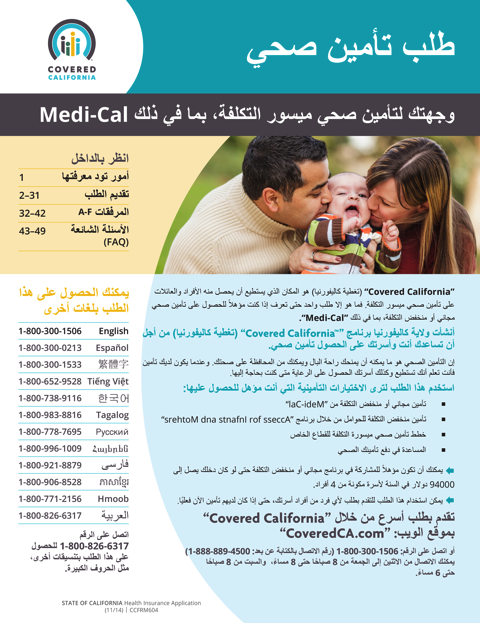 COVERED
CALIFORNIA
طلب تأمين صحي
وجهتك لتأمين صحي ميسور التكلفة، بما في ذلك Medi-Cal
انظر بالداخل
أمور تود معرفتها 1
تقديم الطلب 2–31
المرفقات A-F 32–42
الأسئلة الشائعة 43–49
(FAQ)
"Covered California" (تغطية كاليفورنيا) هو المكان الذي يستطيع أن يحصل منه الأفراد والعائلات
على تأمين صحي ميسور التكلفة. فما هو إلا طلب واحد حتى تعرف إذا كنت مؤهلاً للحصول على تأمين صحي
مجاني أو منخفض التكلفة، بما في ذلك "Medi-Cal".
أنشأت ولاية كاليفورنيا برنامج "Covered California" (تغطية كاليفورنيا) من أجل
أن تساعدك أنت وأسرتك على الحصول تأمين صحي.
إن التأمين الصحي هو ما يمكنه أن يمنحك راحة البال ويمكنك من المحافظة على صحتك. وعندما يكون لديك تأمين
فأنت تعلم أنك تستطيع وكذلك أسرتك الحصول على الرعاية متى كنت بحاجة إليها.
استخدم هذا الطلب لترى الاختيارات التأمينية التي أنت مؤهل للحصول عليها:
■ تأمين مجاني أو منخفض التكلفة من "Medi-Cal"
■ تأمين منخفض التكلفة للحوامل من خلال برنامج "Access for Infants and Mothers"
■ خطط تأمين صحي ميسورة التكلفة للقطاع الخاص
■ المساعدة في دفع تأمينك الصحي
يمكنك أن تكون مؤهلاً للمشاركة في برنامج مجاني أو منخفض التكلفة حتى لو كان دخلك يصل إلى
94000 دولار في السنة لأسرة مكونة من 4 أفراد.
يمكن استخدام هذا الطلب للتقدم بطلب لأي فرد من أفراد أسرتك، حتى إذا كان لديهم تأمين الآن فعليًا.
تقدم بطلب أسرع من خلال "Covered California"
بموقع الويب: "CoveredCA.com"
أو اتصل على الرقم: 1-800-300-1506 (رقم الاتصال بالكتابة عن بعد: 1-888-889-4500)
يمكنك الاتصال من الاثنين إلى الجمعة من 8 صباحًا حتى 8 مساءً، والسبت من 8 صباحًا
حتى 6 مساءً.
يمكنك الحصول على هذا
الطلب بلغات أخرى
English 1-800-300-1506
Español 1-800-300-0213
繁體字 1-800-300-1533
Tiếng Việt 1-800-652-9528
한국어 1-800-738-9116
Tagalog 1-800-983-8816
Русский 1-800-778-7695
Հայերեն 1-800-996-1009
فارسی 1-800-921-8879
ភាសាខ្មែរ 1-800-906-8528
Hmoob 1-800-771-2156
العربية 1-800-826-6317
اتصل على الرقم
1-800-826-6317 للحصول
على هذا الطلب بتنسيقات أخرى،
مثل الحروف الكبيرة.
STATE OF CALIFORNIA Health Insurance Application
(11/14) | CCFRM604